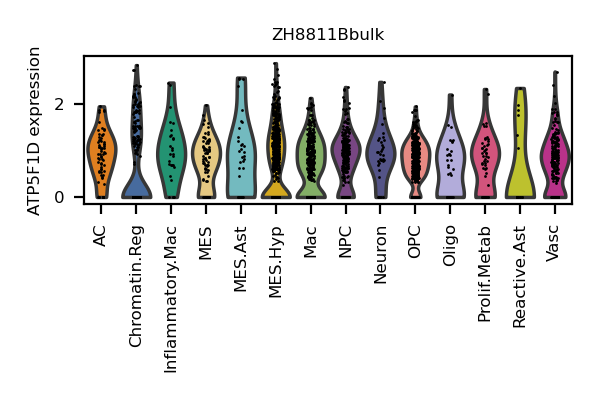 ZH8811Bbulk
ATP5F1D expression
2
0
AC
Chromatin.Reg
Inflammatory.Mac
MES
MES.Ast
MES.Hyp
Mac
NPC
Neuron
OPC
Oligo
Prolif.Metab
Reactive.Ast
Vasc